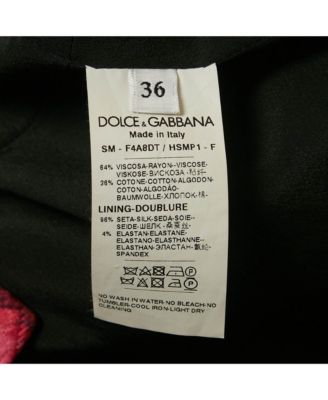 36
DOLCE & GABBANA
Made in Italy
SM - F4A8DT / HSMP1 - F
64% VISCOSA-RAYON-VISCOSE-
VISKOSE-ВИСКОЗА-
36% COTONE-COTTON-ALGODON-
COTON-ALGODÃO-
BAUMWOLLE-ХЛОПОК-棉
LINING-DOUBLURE
96% SETA-SILK-SEDA-SOIE-
SEIDE-ШЕЛК-
4% ELASTAN-ELASTANE-
ELASTANO-ELASTHANNE-
ELASTHAN-ЭЛАСТАН-
SPANDEX
NO WASH IN WATER-NO BLEACH-NO
TUMBLER-COOL IRON-LIGHT DRY
CLEANING